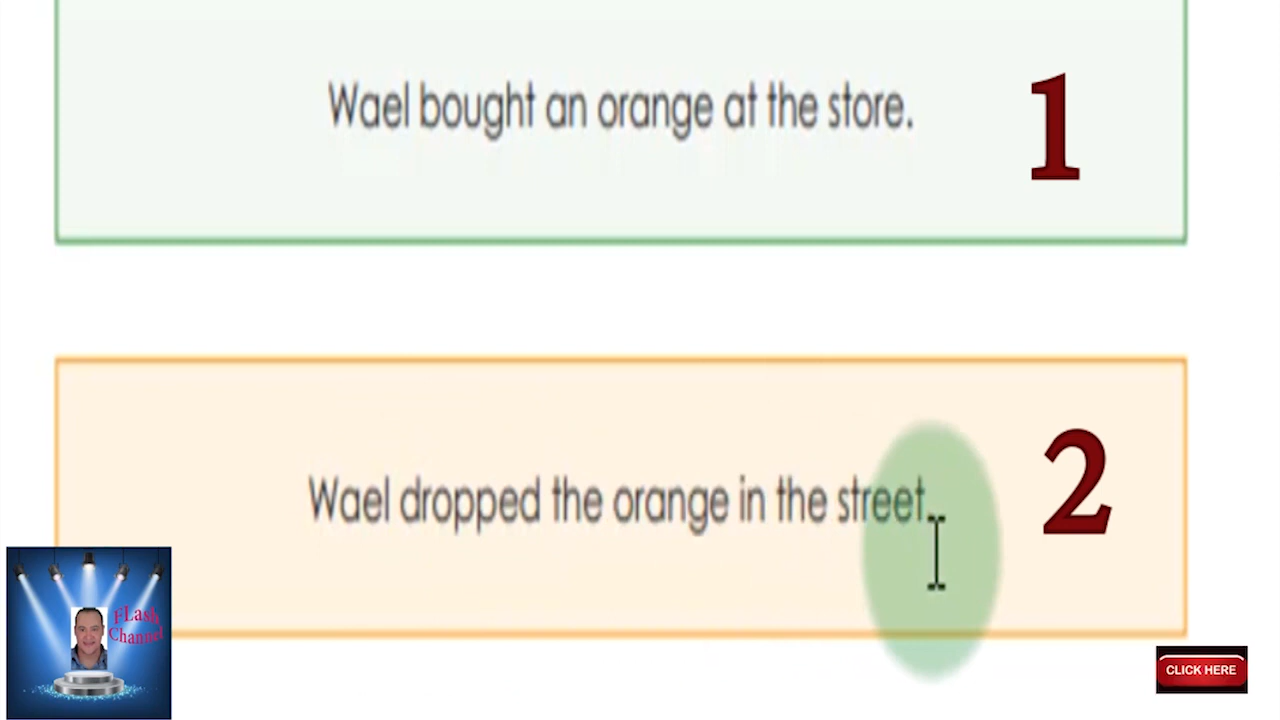 Wael bought an orange at the store.
1
Wael dropped the orange in the street.
2
FLash
Channel
CLICK HERE